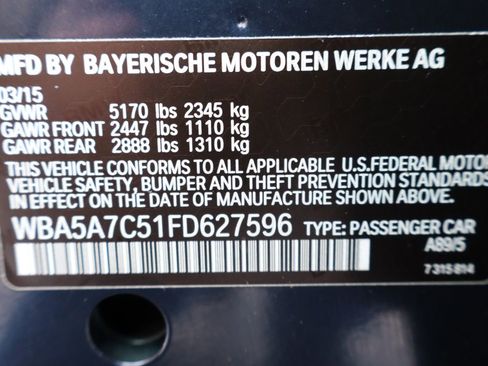 MFD BY BAYERISCHE MOTOREN WERKE AG
03/15
GVWR 5170 lbs 2345 kg
GAWR FRONT 2447 lbs 1110 kg
GAWR REAR 2888 lbs 1310 kg
THIS VEHICLE CONFORMS TO ALL APPLICABLE U.S.FEDERAL MOTOR
VEHICLE SAFETY, BUMPER, AND THEFT PREVENTION STANDARDS
IN EFFECT ON THE DATE OF MANUFACTURE SHOWN ABOVE.
WBA5A7C51FD627596 TYPE: PASSENGER CAR
A89/5
7 315-814